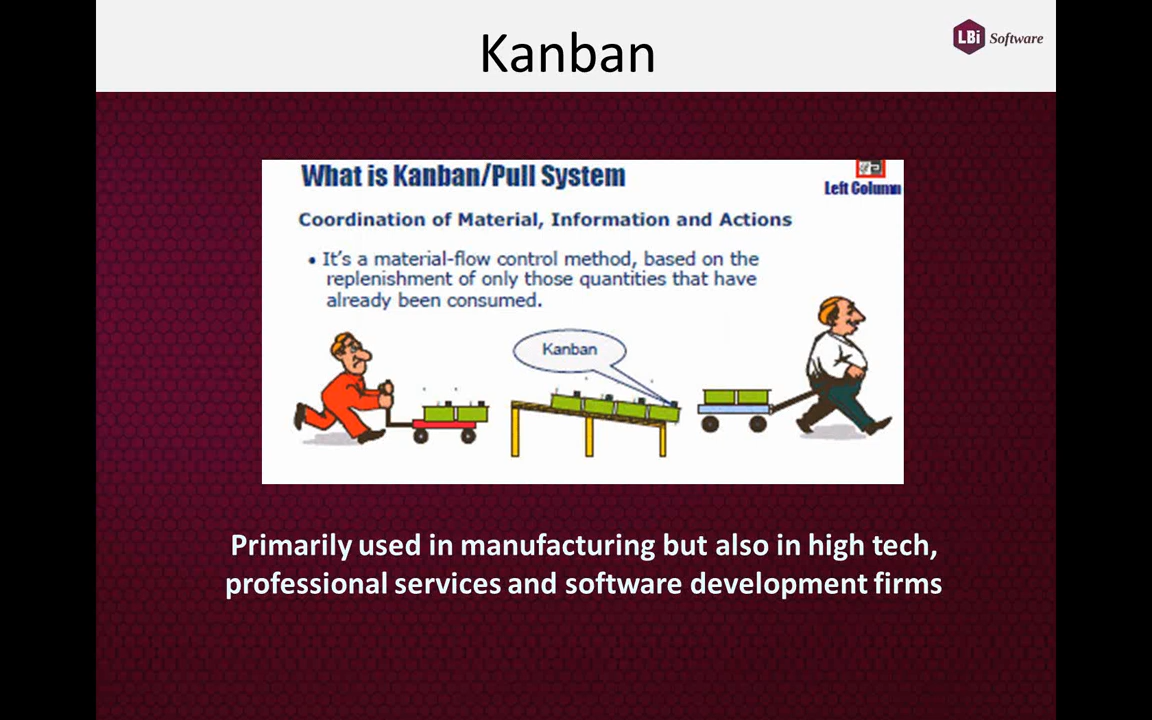 Kanban
LBi Software
What is Kanban/Pull System
Left Column
Coordination of Material, Information and Actions
• It's a material-flow control method, based on the
replenishment of only those quantities that have
already been consumed.
Kanban
Primarily used in manufacturing but also in high tech,
professional services and software development firms